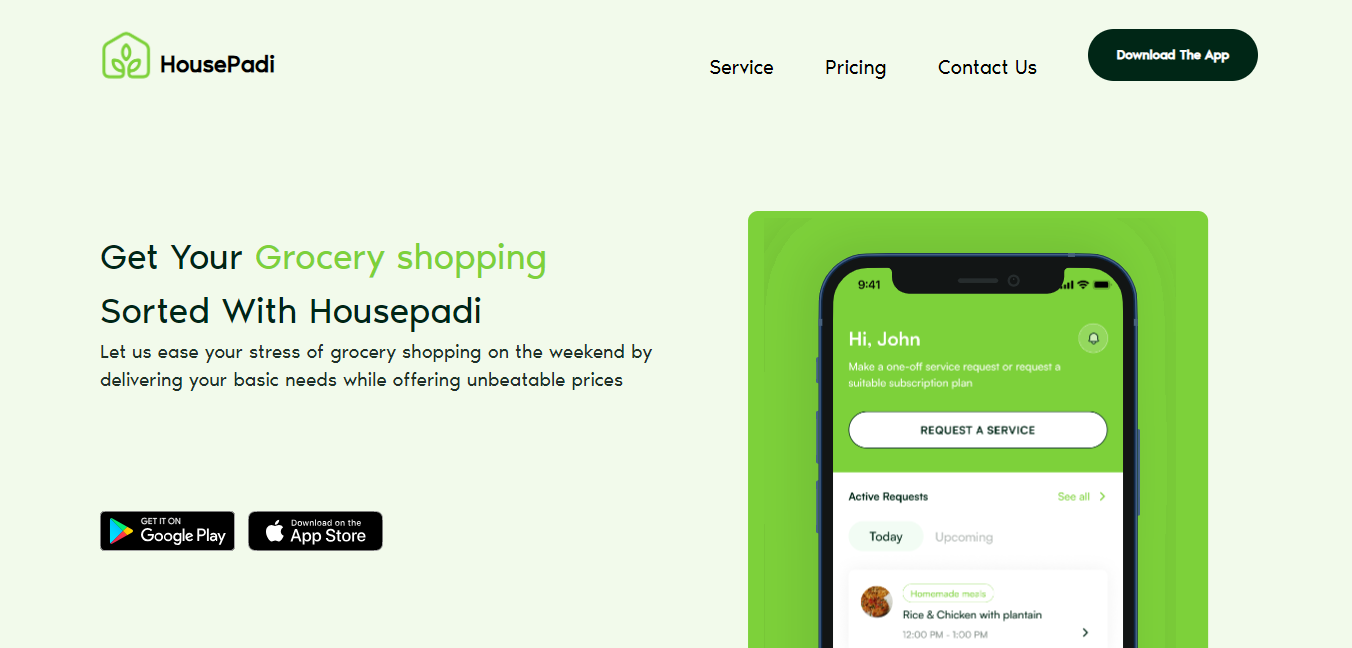 HousePadi
Service
Pricing
Contact Us
Download The App
Get Your Grocery shopping
Sorted With Housepadi
Let us ease your stress of grocery shopping on the weekend by
delivering your basic needs while offering unbeatable prices
GET IT ON
Google Play
Download on the
App Store
9:41
Hi, John
Make a one-off service request or request a
suitable subscription plan
REQUEST A SERVICE
Active Requests
See all
Today
Upcoming
Homemade meals
Rice & Chicken with plantain
12:00 PM - 1:00 PM